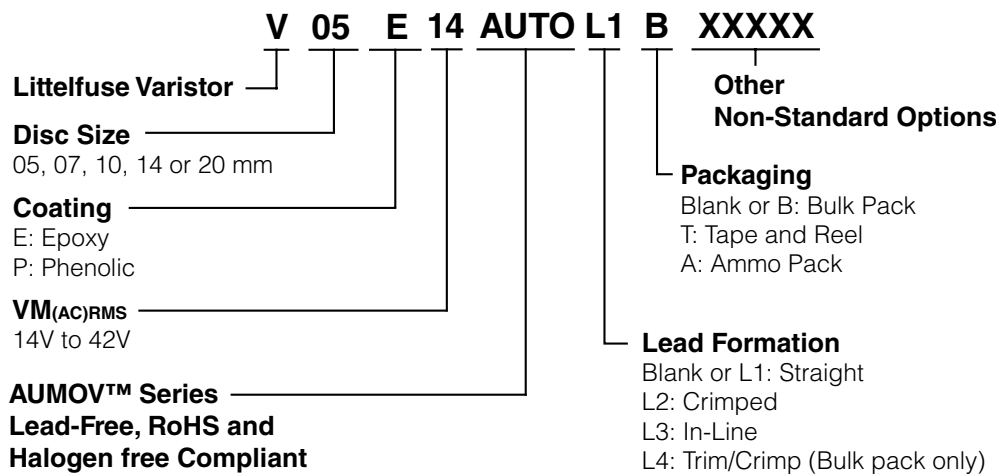 V 05 E 14 AUTO L1 B XXXXX
Littelfuse Varistor
Disc Size
05, 07, 10, 14 or 20 mm
Coating
E: Epoxy
P: Phenolic
VM(AC)RMS
14V to 42V
AUMOV™ Series
Lead-Free, RoHS and
Halogen free Compliant
Other
Non-Standard Options
Packaging
Blank or B: Bulk Pack
T: Tape and Reel
A: Ammo Pack
Lead Formation
Blank or L1: Straight
L2: Crimped
L3: In-Line
L4: Trim/Crimp (Bulk pack only)